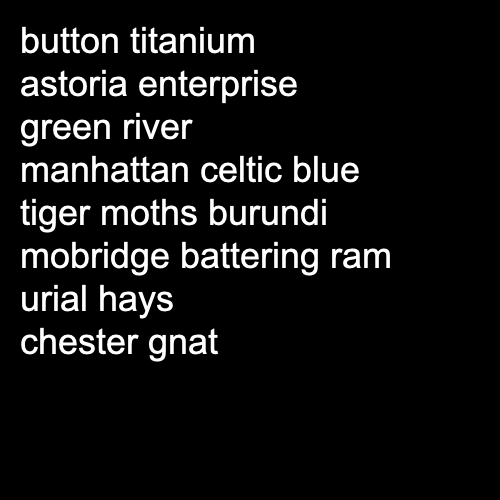 button titanium
astoria enterprise
green river
manhattan celtic blue
tiger moths burundi
mobridge battering ram
urial hays
chester gnat